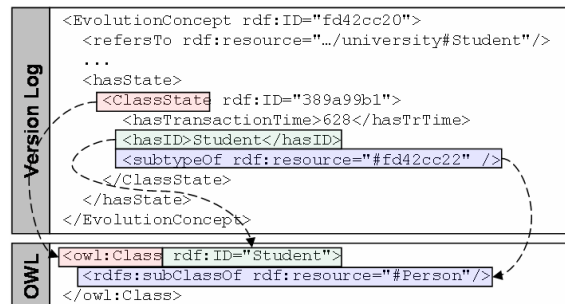 Version Log
<EvolutionConcept rdf:ID="fd42cc20">
<refersTo rdf:resource="…/university#Student"/>
...
<hasState>
<ClassState rdf:ID="389a99b1">
<hasTransactionTime>628</hasTrTime>
<hasID>Student</hasID>
<subtypeOf rdf:resource="#fd42cc22" />
</ClassState>
</hasState>
</EvolutionConcept>
OWL
<owl:Class rdf:ID="Student">
<rdfs:subClassOf rdf:resource="#Person"/>
</owl:Class>